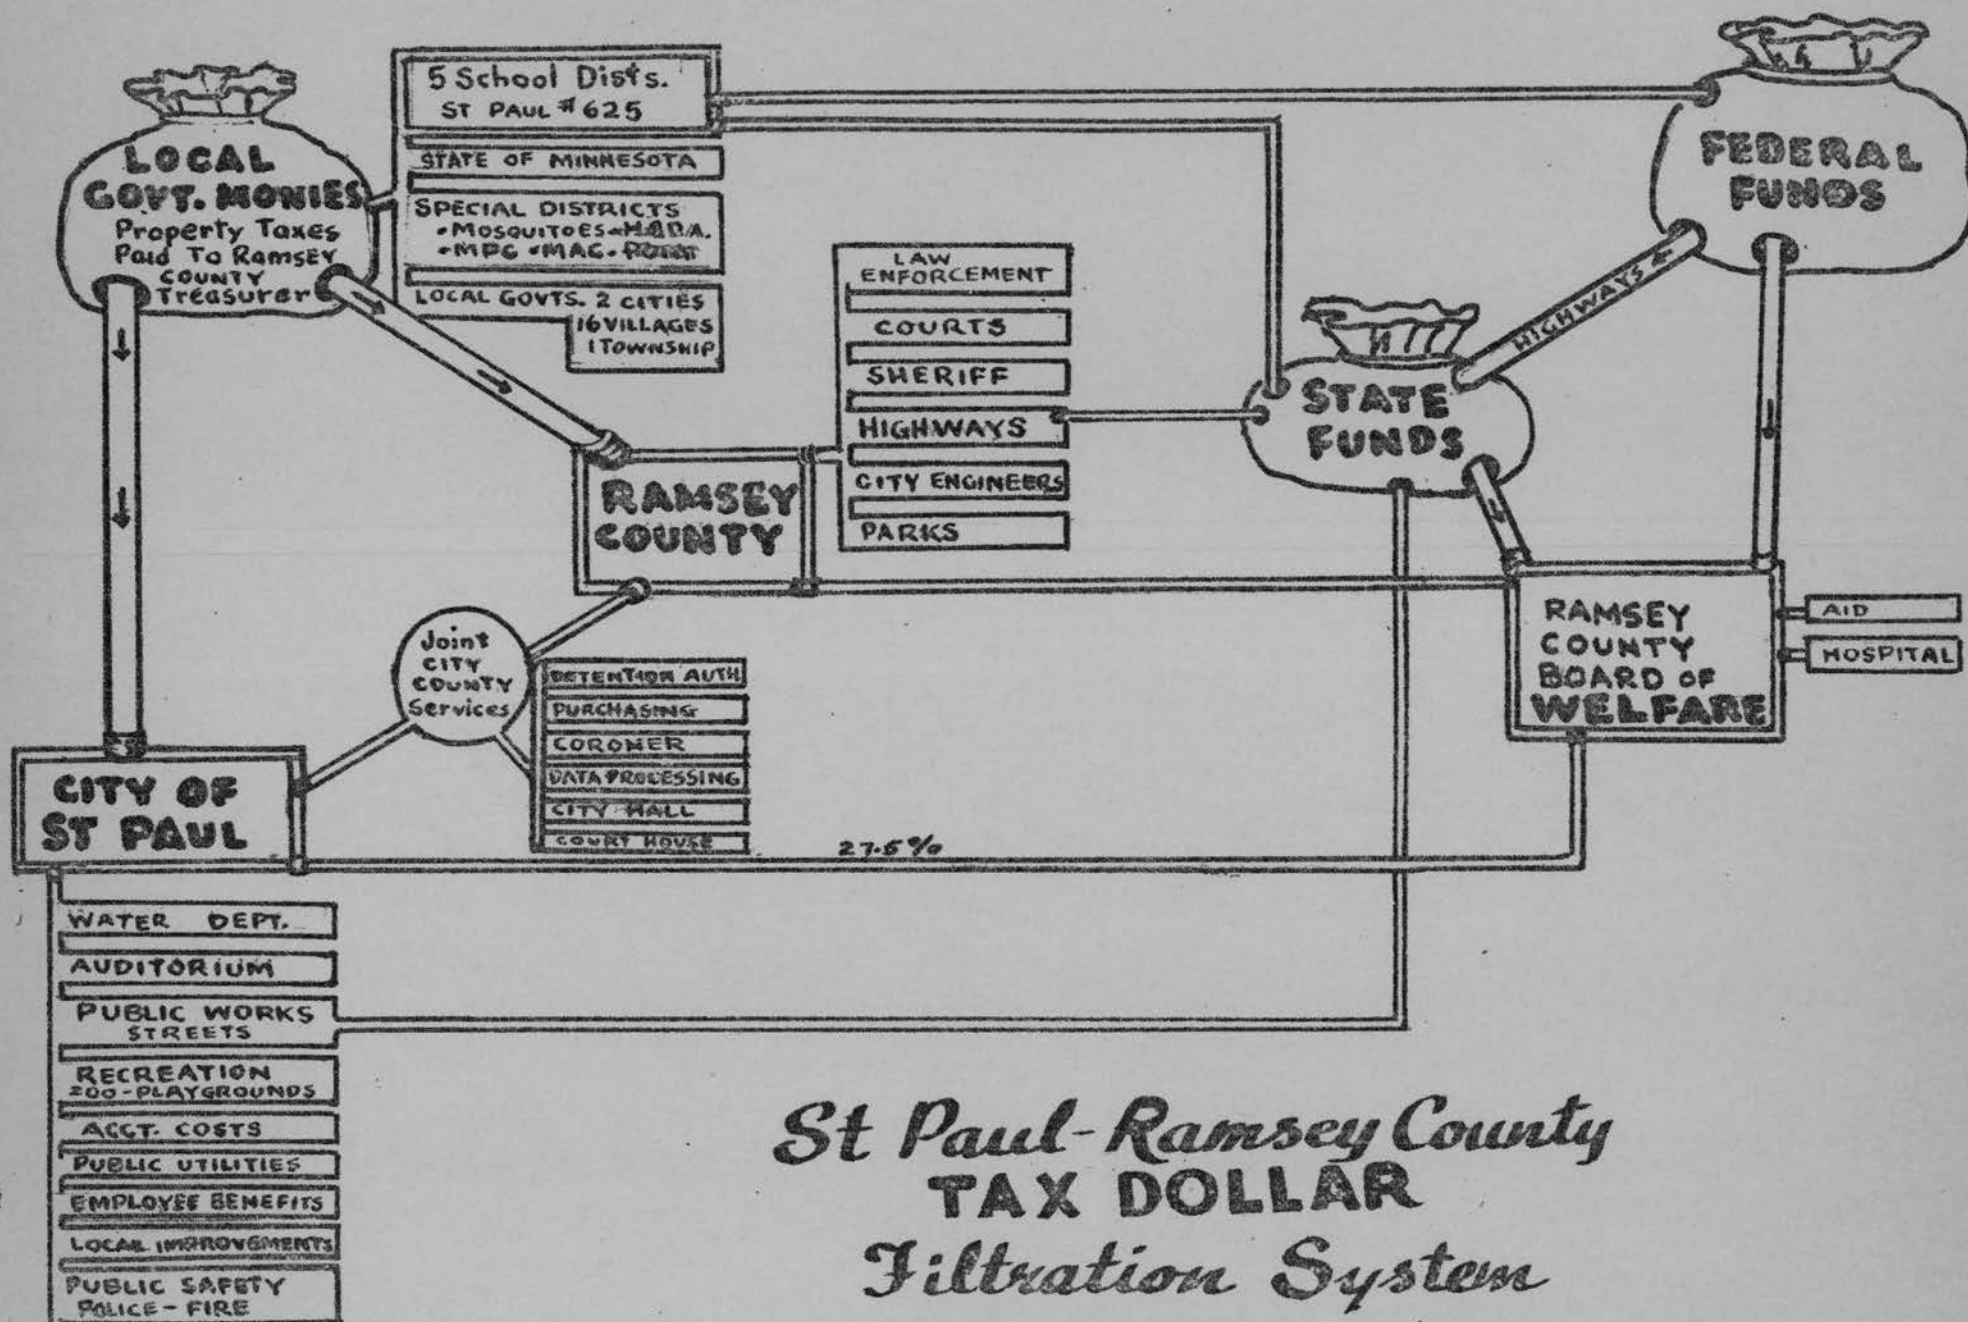 LOCAL
GOVT. MONIES
Property Taxes
Paid To Ramsey
COUNTY
Treasurer
5 School Dists.
ST PAUL #625
STATE OF MINNESOTA
SPECIAL DISTRICTS
• MOSQUITOES
• MPC • MAC •
LOCAL GOVTS. 2 CITIES
16 VILLAGES
1 TOWNSHIP
FEDERAL
FUNDS
HIGHWAYS
STATE
FUNDS
LAW
ENFORCEMENT
COURTS
SHERIFF
HIGHWAYS
CITY ENGINEERS
PARKS
RAMSEY
COUNTY
RAMSEY
COUNTY
BOARD OF
WELFARE
AID
HOSPITAL
Joint
CITY
COUNTY
Services
DETENTION AUTH
PURCHASING
CORONER
DATA PROCESSING
CITY HALL
COURT HOUSE
CITY OF
ST PAUL
27.5%
WATER DEPT.
AUDITORIUM
PUBLIC WORKS
STREETS
RECREATION
200-PLAYGROUNDS
ACCT. COSTS
PUBLIC UTILITIES
EMPLOYEE BENEFITS
LOCAL IMPROVEMENTS
PUBLIC SAFETY
POLICE - FIRE
St Paul-Ramsey County
TAX DOLLAR
Filtration System